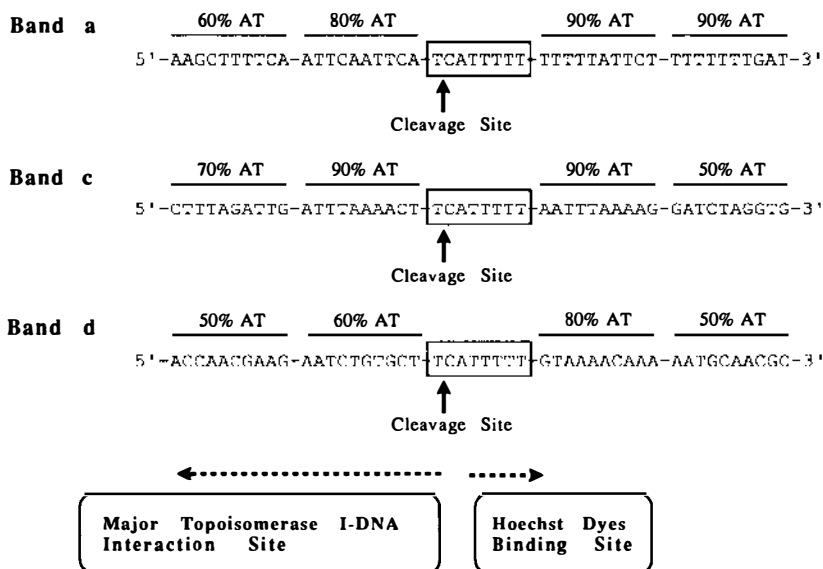 60% AT 80% AT 90% AT 90% AT
Band a
5'-AAGCTTTTCA-ATTCAATTCA-TCATTTTT-TTTTTATTCT-TTTTTTTGAT-3'
Cleavage Site
70% AT 90% AT 90% AT 50% AT
Band c
5'-CTTTAGATTG-ATTTAAAACT-TCATTTTT-AATTTAAAAG-GATCTAGGTG-3'
Cleavage Site
50% AT 60% AT 80% AT 50% AT
Band d
5'-ACCAACGAAG-AATCTGTGCT-TCATTTTT-GTAAAACAAA-AATGCAACGC-3'
Cleavage Site
Major Topoisomerase I-DNA
Interaction Site
Hoechst Dyes
Binding Site